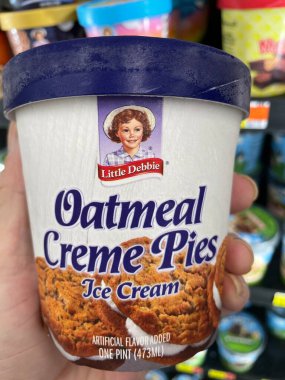 Little Debbie®
Oatmeal
Creme Pies
Ice Cream
ARTIFICIAL FLAVOR ADDED
ONE PINT (473ML)